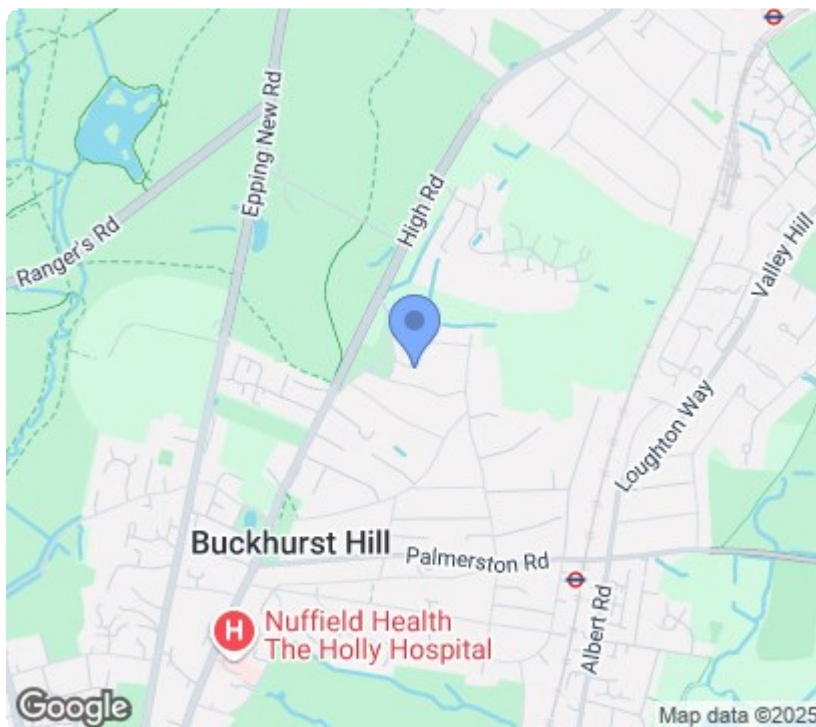 Epping New Rd
High Rd
Ranger's Rd
Valley Hill
Loughton Way
Buckhurst Hill
Palmerston Rd
Albert Rd
H
Nuffield Health
The Holly Hospital
Google
Map data ©2025